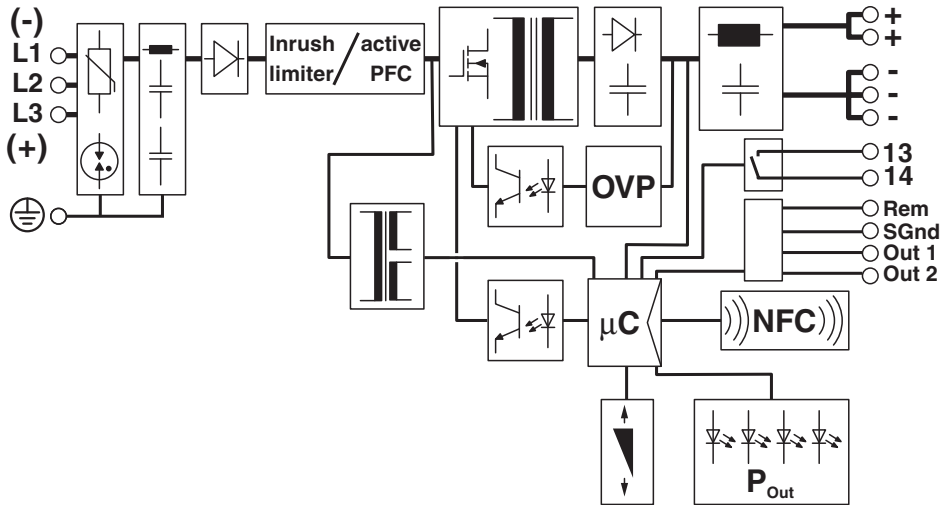 (-)
L1
L2
L3
(+)
Inrush / active
limiter PFC
OVP
+
+
-
-
-
13
14
Rem
SGnd
Out 1
Out 2
µC
NFC
P Out